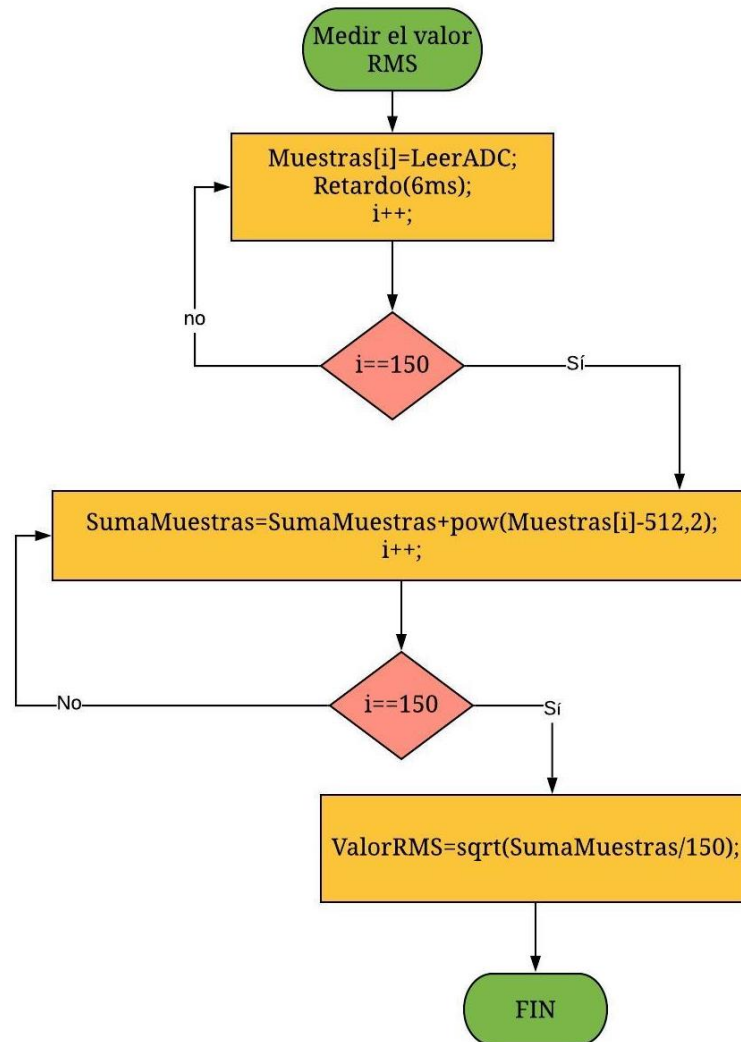 Medir el valor
RMS
Muestras[i]=LeerADC;
Retardo(6ms);
i++;
no
i==150
Sí
SumaMuestras=SumaMuestras+pow(Muestras[i]-512,2);
i++;
No
i==150
Sí
ValorRMS=sqrt(SumaMuestras/150);
FIN